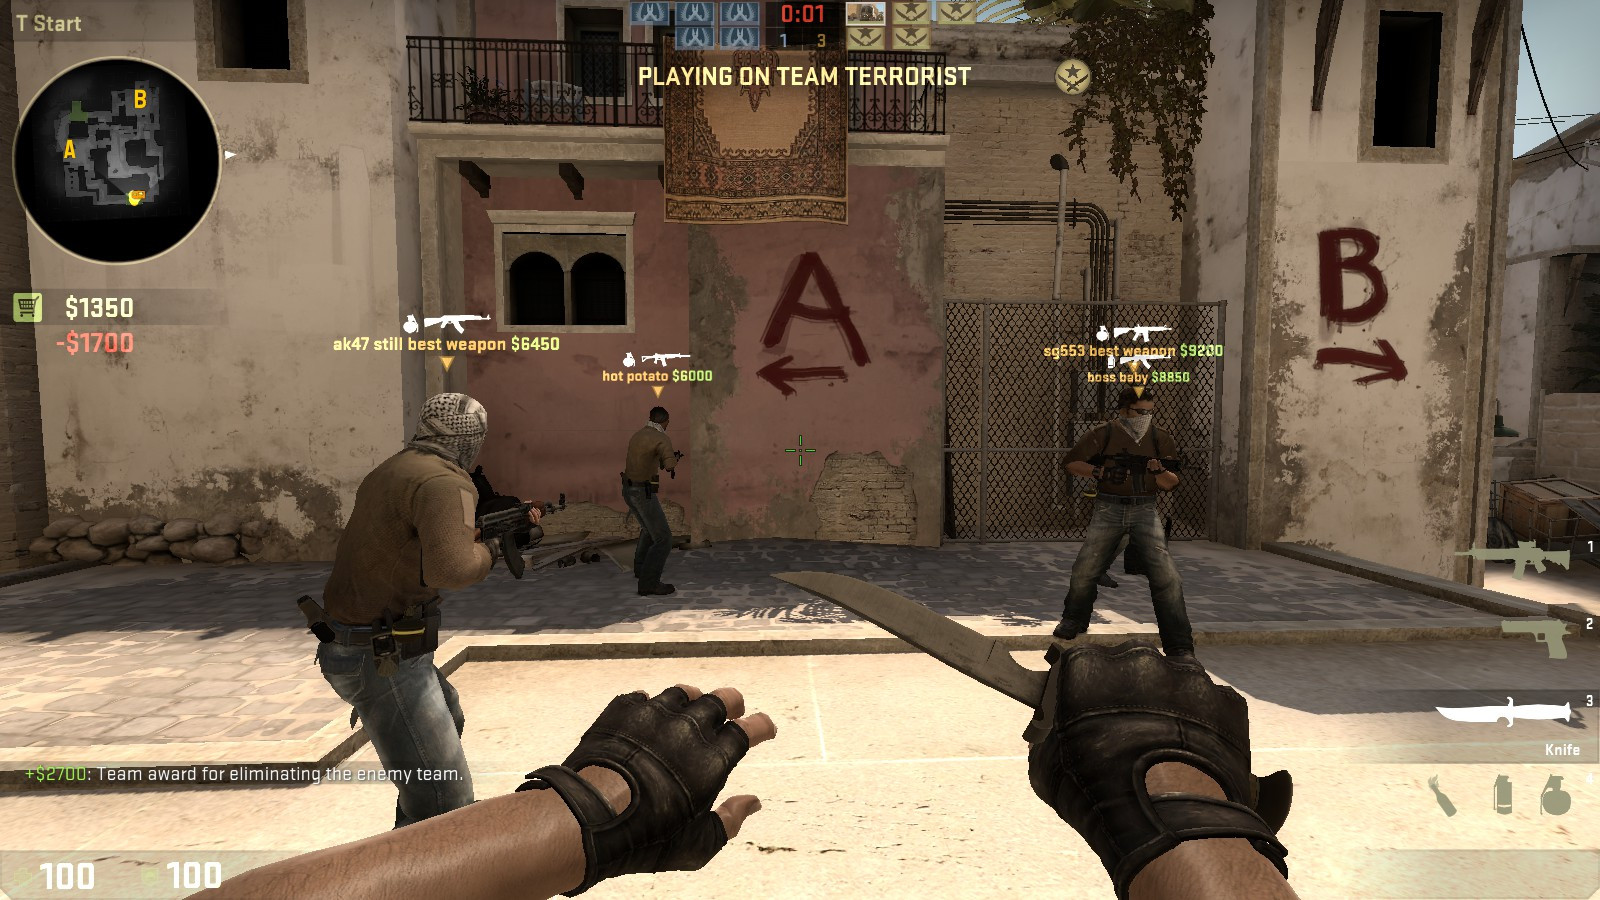 T Start
0:01
1 3
PLAYING ON TEAM TERRORIST
B
A
$1350
-$1700
ak47 still best weapon $6450
hot potato $6000
sg553 best weapon $9200
boss baby $8850
A
B
1
2
3
Knife
4
+$2700: Team award for eliminating the enemy team.
100 100